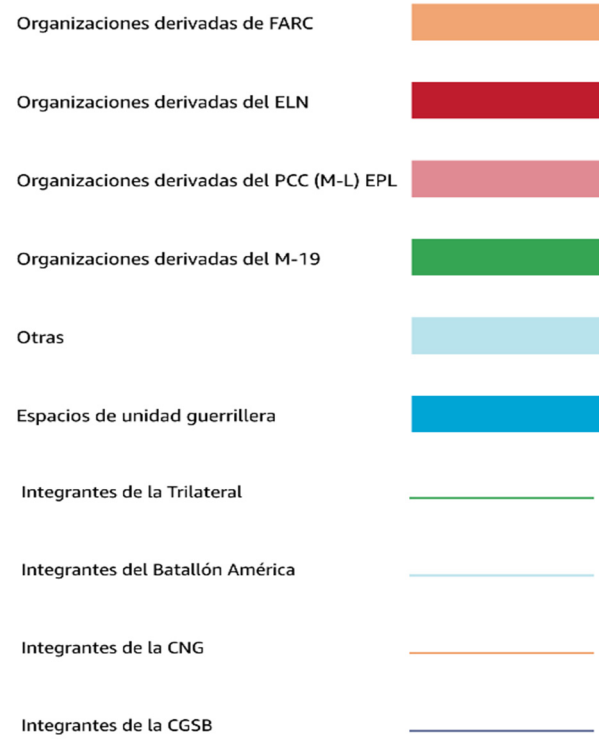 Organizaciones derivadas de FARC
Organizaciones derivadas del ELN
Organizaciones derivadas del PCC (M-L) EPL
Organizaciones derivadas del M-19
Otras
Espacios de unidad guerrillera
Integrantes de la Trilateral
Integrantes del Batallón América
Integrantes de la CNG
Integrantes de la CGSB